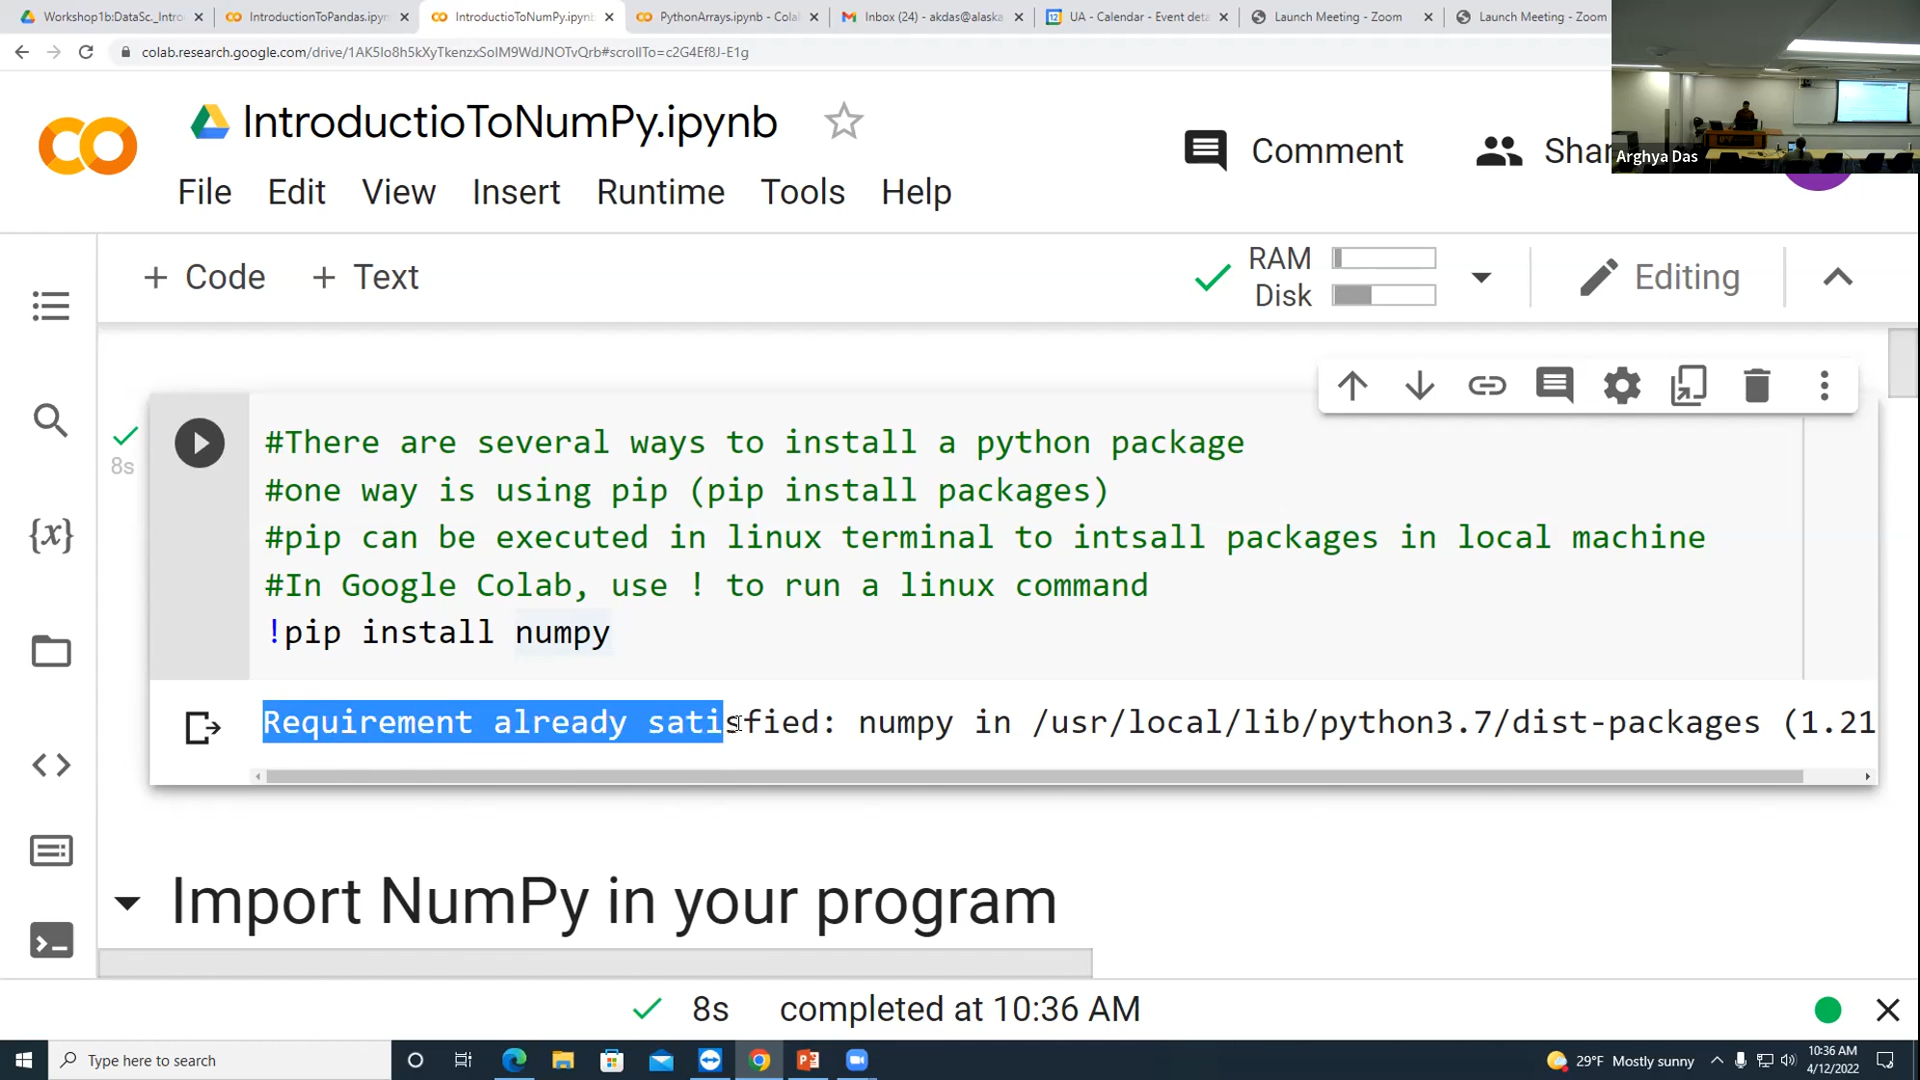 Workshop1b:DataSc._Intro
IntroductionToPandas.ipynb
IntroductioToNumPy.ipynb
PythonArrays.ipynb - Colab
Inbox (24) - akdas@alaska
UA - Calendar - Event deta
Launch Meeting - Zoom
Launch Meeting - Zoom
colab.research.google.com/drive/1AK5Io8h5kXyTkenzxSoIM9WdJNOTvQrb#scrollTo=c2G4Ef8J-E1g
IntroductioToNumPy.ipynb
Comment
Shar
Arghya Das
File Edit View Insert Runtime Tools Help
+ Code + Text
RAM
Disk
Editing
#There are several ways to install a python package
8s
#one way is using pip (pip install packages)
#pip can be executed in linux terminal to intsall packages in local machine
#In Google Colab, use ! to run a linux command
!pip install numpy
Requirement already satisfied: numpy in /usr/local/lib/python3.7/dist-packages (1.21
Import NumPy in your program
8s completed at 10:36 AM
Type here to search
29°F Mostly sunny
10:36 AM
4/12/2022